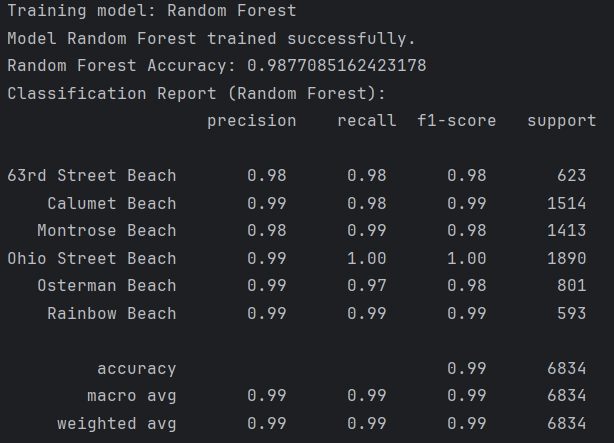 Training model: Random Forest
Model Random Forest trained successfully.
Random Forest Accuracy: 0.9877085162423178
Classification Report (Random Forest):
precision recall f1-score support
63rd Street Beach 0.98 0.98 0.98 623
Calumet Beach 0.99 0.98 0.99 1514
Montrose Beach 0.98 0.99 0.98 1413
Ohio Street Beach 0.99 1.00 1.00 1890
Osterman Beach 0.99 0.97 0.98 801
Rainbow Beach 0.99 0.99 0.99 593
accuracy 0.99 6834
macro avg 0.99 0.99 0.99 6834
weighted avg 0.99 0.99 0.99 6834